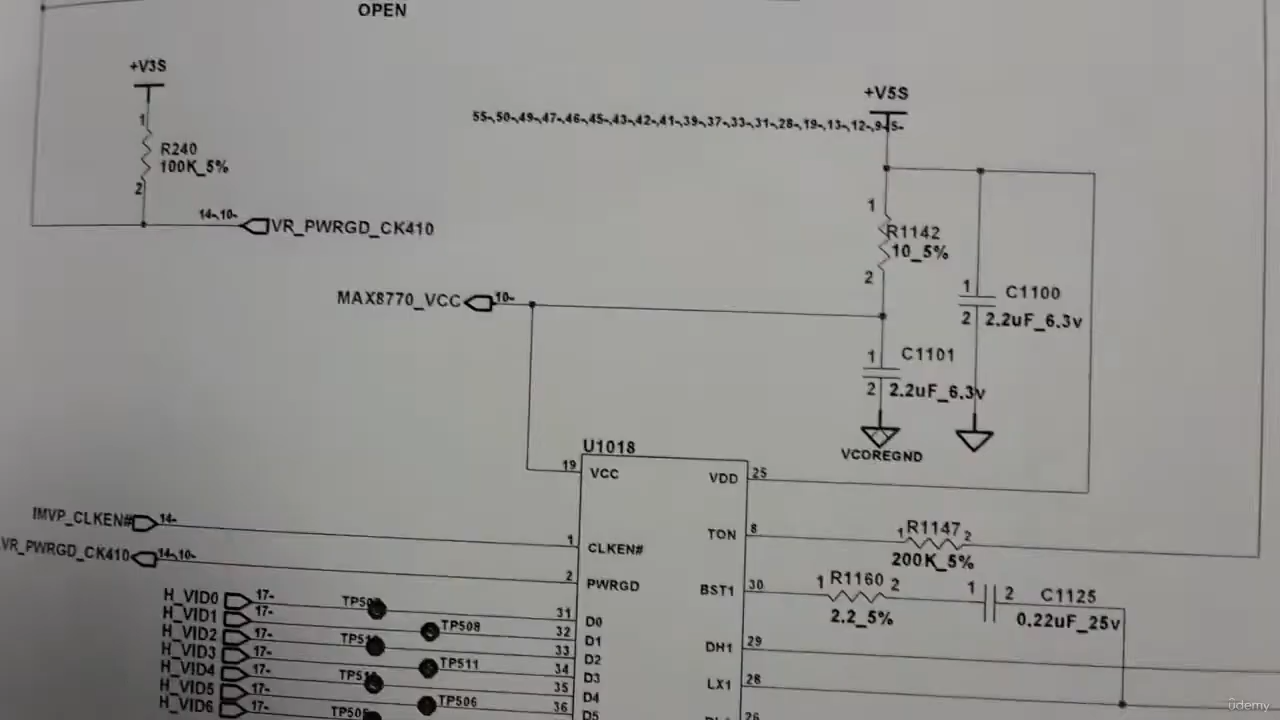 OPEN
+V3S
+V5S
55-,50-,49-,47-,46-,45-,43-,42-,41-,39-,37-,33-,31-,28-,19-,13-,12-,9-,5-
1
R240
100K_5%
2
14-,10-
VR_PWRGD_CK410
1
R1142
10_5%
2
1
C1100
2
2.2uF_6.3v
MAX8770_VCC
10-
1
C1101
2
2.2uF_6.3v
VCOREGND
U1018
19
VCC
VDD
25
IMVP_CLKEN#
14-
1
CLKEN#
TON
8
1
R1147
2
200K_5%
VR_PWRGD_CK410
14-,10-
2
PWRGD
BST1
30
1
R1160
2
2.2_5%
1
2
C1125
0.22uF_25v
H_VID0
17-
31
D0
H_VID1
17-
TP508
32
D1
H_VID2
17-
33
D2
DH1
29
H_VID3
17-
TP511
34
D3
H_VID4
17-
35
D4
LX1
28
H_VID5
17-
TP506
36
D5
H_VID6
17-
TP505
26
ûdemy